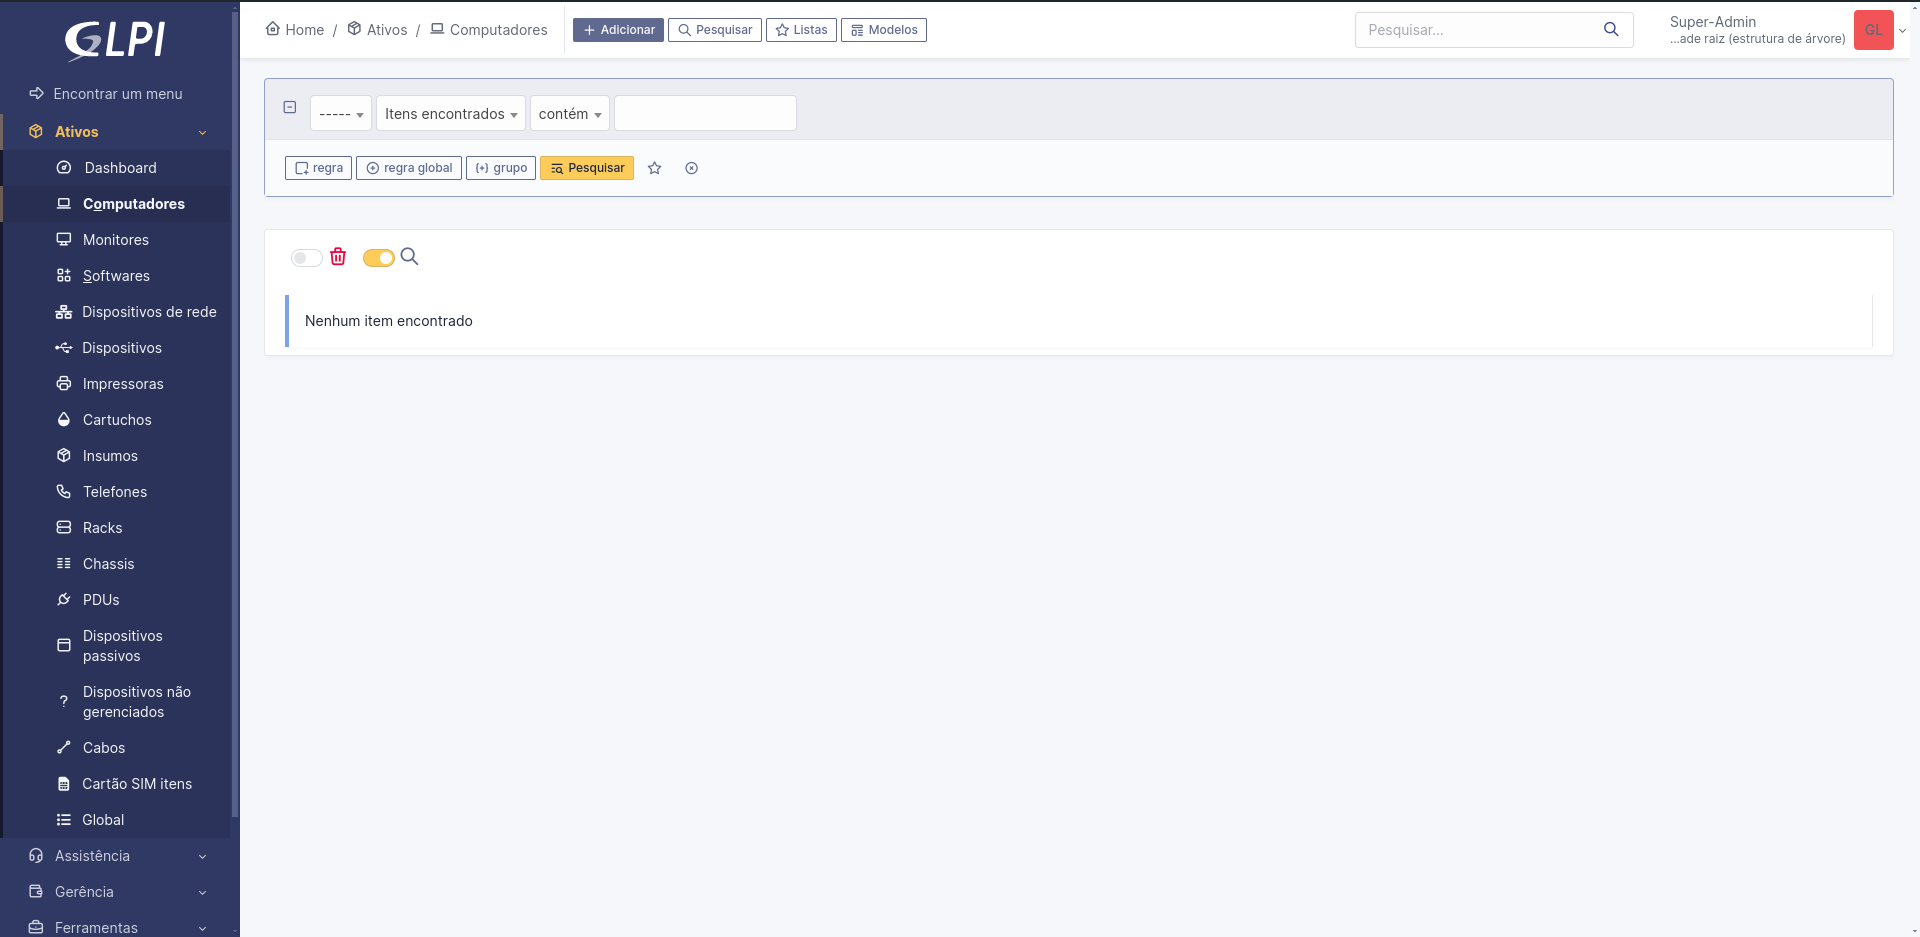 GLPI
Encontrar um menu
Ativos
Dashboard
Computadores
Monitores
Softwares
Dispositivos de rede
Dispositivos
Impressoras
Cartuchos
Insumos
Telefones
Racks
Chassis
PDUs
Dispositivos
passivos
Dispositivos não
gerenciados
Cabos
Cartão SIM itens
Global
Assistência
Gerência
Ferramentas
Home / Ativos / Computadores
Adicionar Pesquisar Listas Modelos
Pesquisar...
Super-Admin
...ade raiz (estrutura de árvore)
GL
----- Itens encontrados contém
regra regra global grupo Pesquisar
Nenhum item encontrado